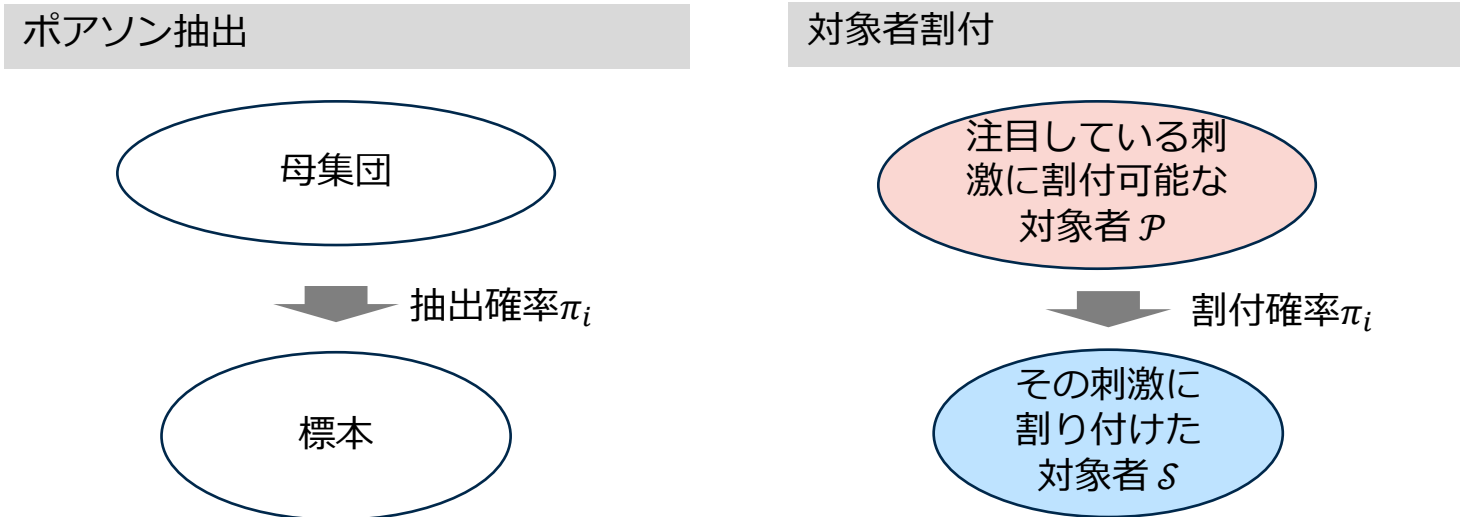 ポアソン抽出
母集団
抽出確率π_i
標本
対象者割付
注目している刺
激に割付可能な
対象者 𝒫
割付確率π_i
その刺激に
割り付けた
対象者 𝒮